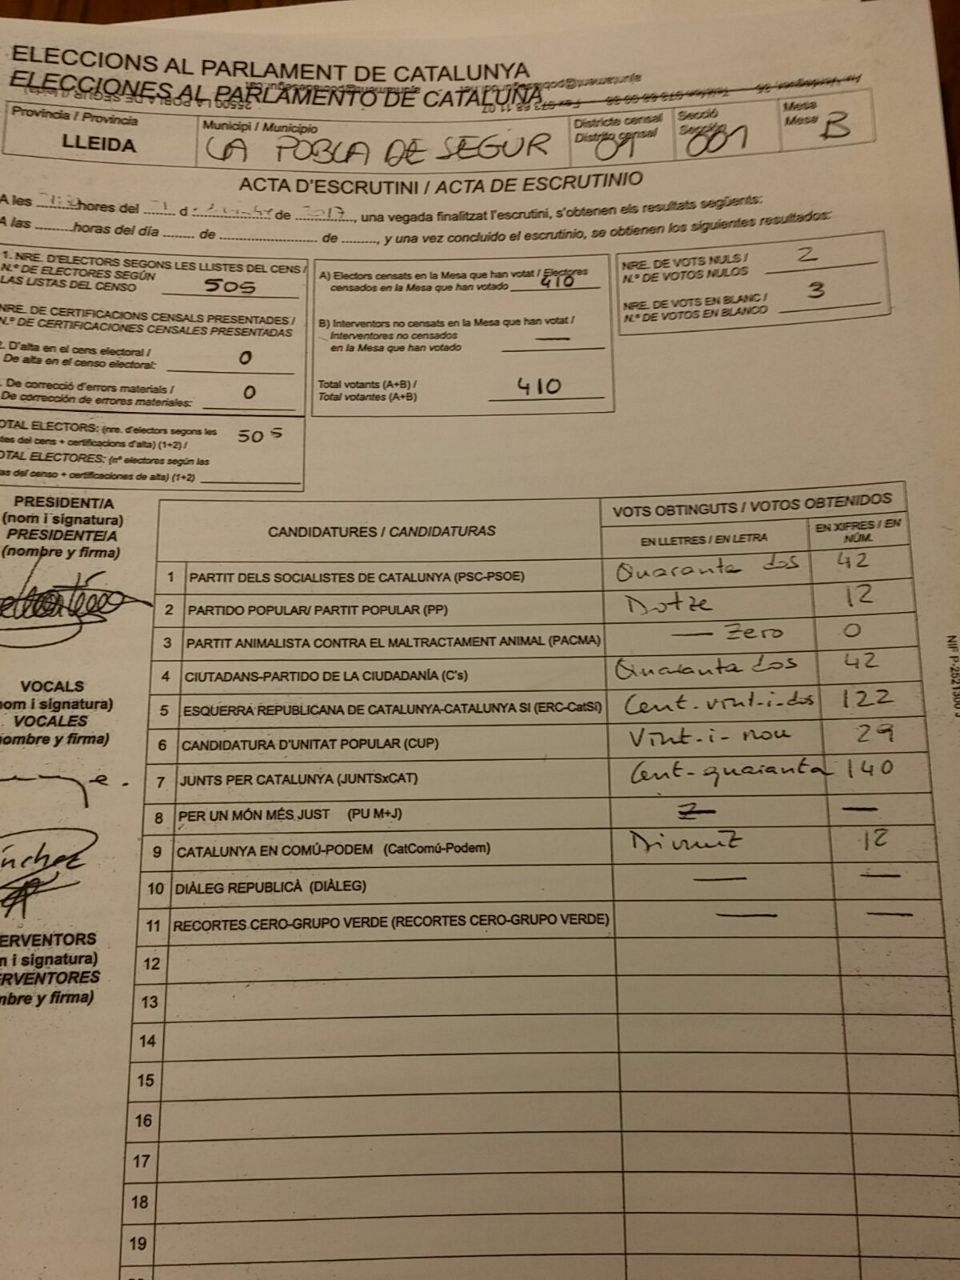 ELECCIONS AL PARLAMENT DE CATALUNYA
ELECCIONES AL PARLAMENTO DE CATALUÑA
Província / Provincia
LLEIDA
Municipi / Municipio
LA POBLA DE SEGUR
Districte censal
Distrito censal
01
Secció
Sección
001
Mesa
Mesa
B
ACTA D'ESCRUTINI / ACTA DE ESCRUTINIO
A les hores del d de 2017, una vegada finalitzat l'escrutini, s'obtenen els resultats següents:
A las ........horas del día ....... de ...................... de ........, y una vez concluido el escrutinio, se obtienen los siguientes resultados:
1. NRE. D'ELECTORS SEGONS LES LLISTES DEL CENS /
N.º DE ELECTORES SEGÚN
LAS LISTAS DEL CENSO
505
NRE. DE CERTIFICACIONS CENSALS PRESENTADES /
N.º DE CERTIFICACIONES CENSALES PRESENTADAS
. D'alta en el cens electoral /
De alta en el censo electoral:
0
. De correcció d'errors materials /
De corrección de errores materiales:
0
OTAL ELECTORS: (nre. d'electors segons les
tes del cens + certificacions d'alta) (1+2) /
OTAL ELECTORES: (nº electores según las
as del censo + certificaciones de alta) (1+2)
505
A) Electors censats en la Mesa que han votat / Electores
censados en la Mesa que han votado
410
B) Interventors no censats en la Mesa que han votat /
Interventores no censados
en la Mesa que han votado
—
Total votants (A+B) /
Total votantes (A+B)
410
NRE. DE VOTS NULS /
N.º DE VOTOS NULOS
2
NRE. DE VOTS EN BLANC /
N.º DE VOTOS EN BLANCO
3
PRESIDENT/A
(nom i signatura)
PRESIDENTE/A
(nombre y firma)
VOCALS
nom i signatura)
VOCALES
ombre y firma)
nchez
ERVENTORS
n i signatura)
RVENTORES
mbre y firma)
CANDIDATURES / CANDIDATURAS
VOTS OBTINGUTS / VOTOS OBTENIDOS
EN LLETRES / EN LETRA
EN XIFRES / EN NÚM.
1 PARTIT DELS SOCIALISTES DE CATALUNYA (PSC-PSOE) Quaranta dos 42
2 PARTIDO POPULAR/ PARTIT POPULAR (PP) Dotze 12
3 PARTIT ANIMALISTA CONTRA EL MALTRACTAMENT ANIMAL (PACMA) — Zero 0
4 CIUTADANS-PARTIDO DE LA CIUDADANÍA (C's) Quaranta dos 42
5 ESQUERRA REPUBLICANA DE CATALUNYA-CATALUNYA SI (ERC-CatSí) Cent-vint-i-dos 122
6 CANDIDATURA D'UNITAT POPULAR (CUP) Vint-i-nou 29
7 JUNTS PER CATALUNYA (JUNTSxCAT) Cent-quaranta 140
8 PER UN MÓN MÉS JUST (PU M+J) — —
9 CATALUNYA EN COMÚ-PODEM (CatComú-Podem)
10 DIÀLEG REPUBLICÀ (DIÀLEG) — —
11 RECORTES CERO-GRUPO VERDE (RECORTES CERO-GRUPO VERDE) — —
12
13
14
15
16
17
18
19